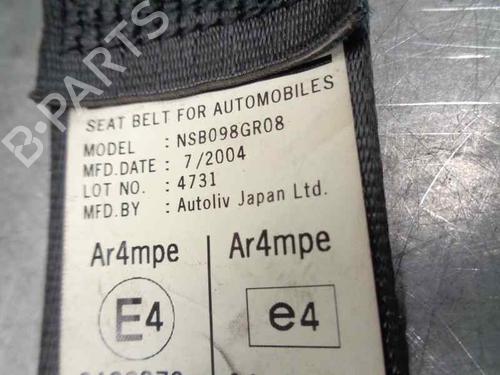 SEAT BELT FOR AUTOMOBILES
MODEL : NSB098GR08
MFD.DATE : 7/2004
LOT NO. : 4731
MFD.BY : Autoliv Japan Ltd.
Ar4mpe Ar4mpe
E4 e4
B-PARTS